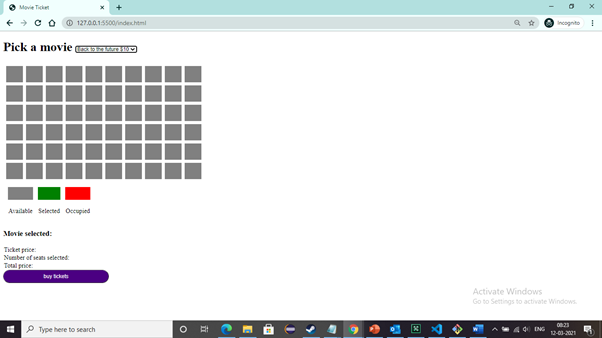 Movie Ticket
127.0.0.1:5500/index.html
Incognito
Pick a movie Back to the future $10
Available Selected Occupied
Movie selected:
Ticket price:
Number of seats selected:
Total price:
buy tickets
Activate Windows
Go to Settings to activate Windows.
Type here to search
ENG
08:23
12-03-2021